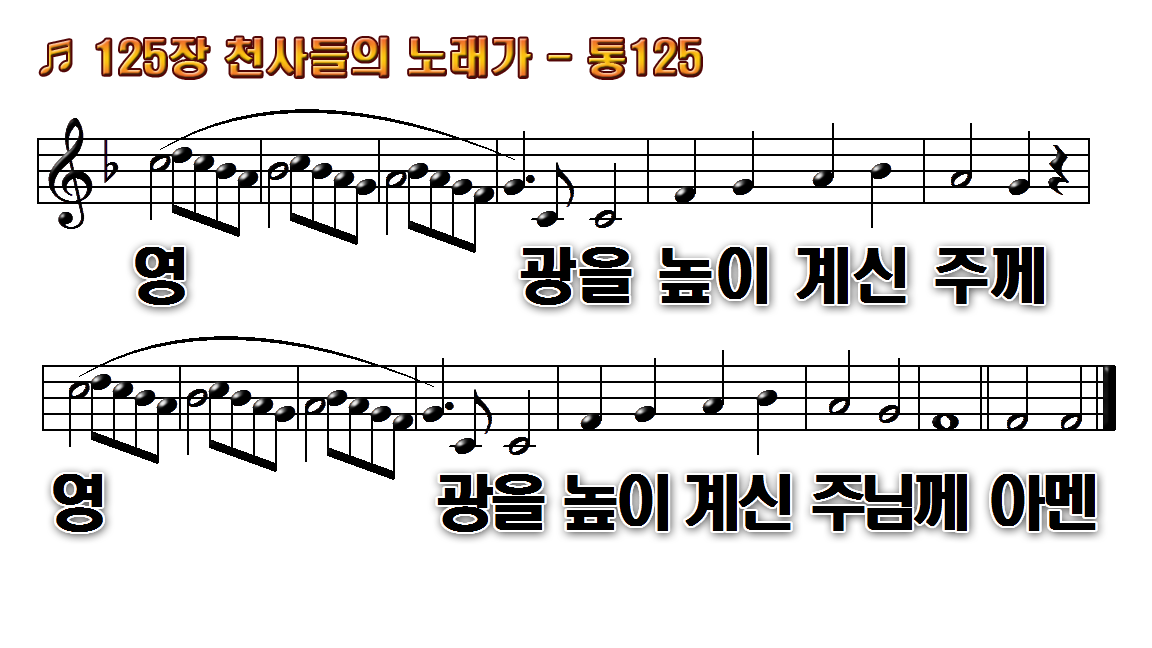 ♬ 125장 천사들의 노래가 - 통125
영 광을 높이 계신 주께
영 광을 높이 계신 주님께 아멘